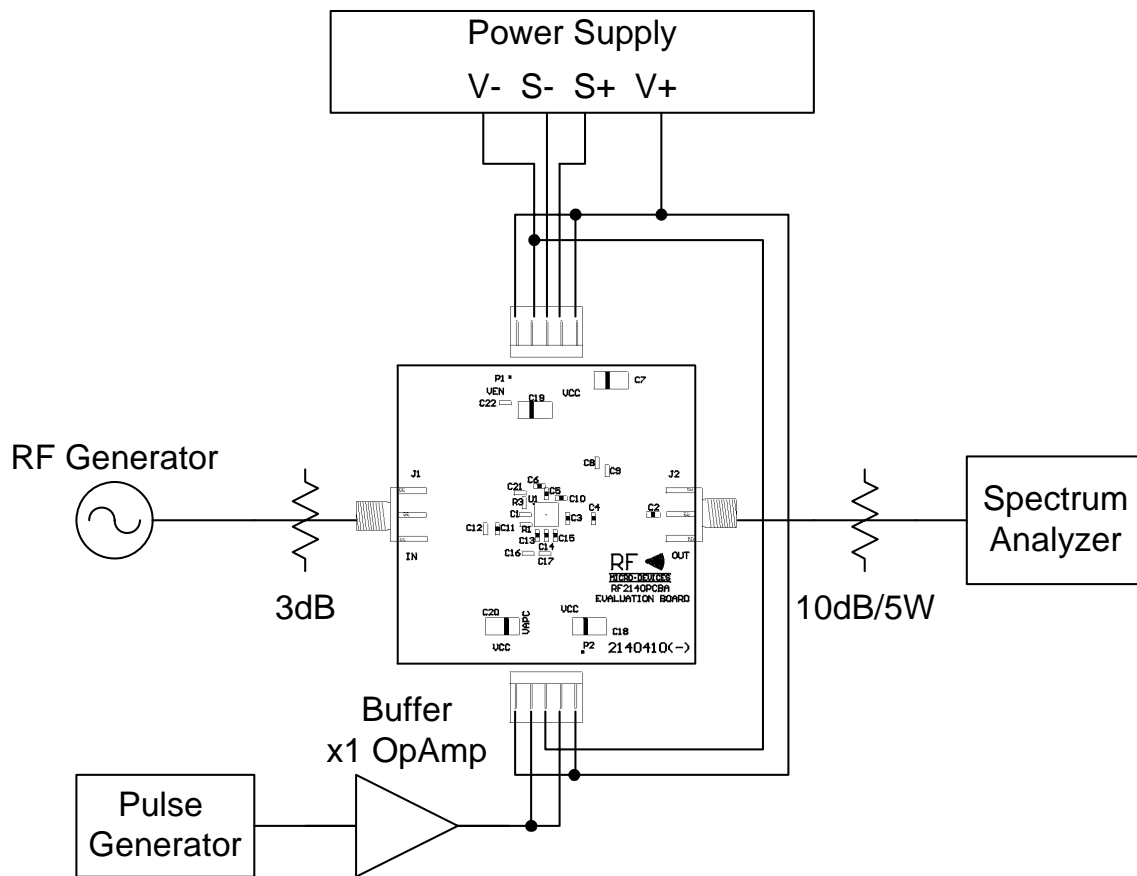 Power Supply
V- S- S+ V+
P1
VEN
C22
C19
VCC
C7
RF Generator
J1
C8
C9
J2
C6
C5
C21
C10
R3
U1
C1
C3
C4
C2
C12
C11
R1
C13
C15
C14
C16
C17
IN
OUT
RF
MICRO-DEVICES
RF2140PCBA
EVALUATION BOARD
Spectrum
Analyzer
3dB
10dB/5W
C20
VAPC
VCC
VCC
C18
P2
2140410(-)
Buffer
x1 OpAmp
Pulse
Generator